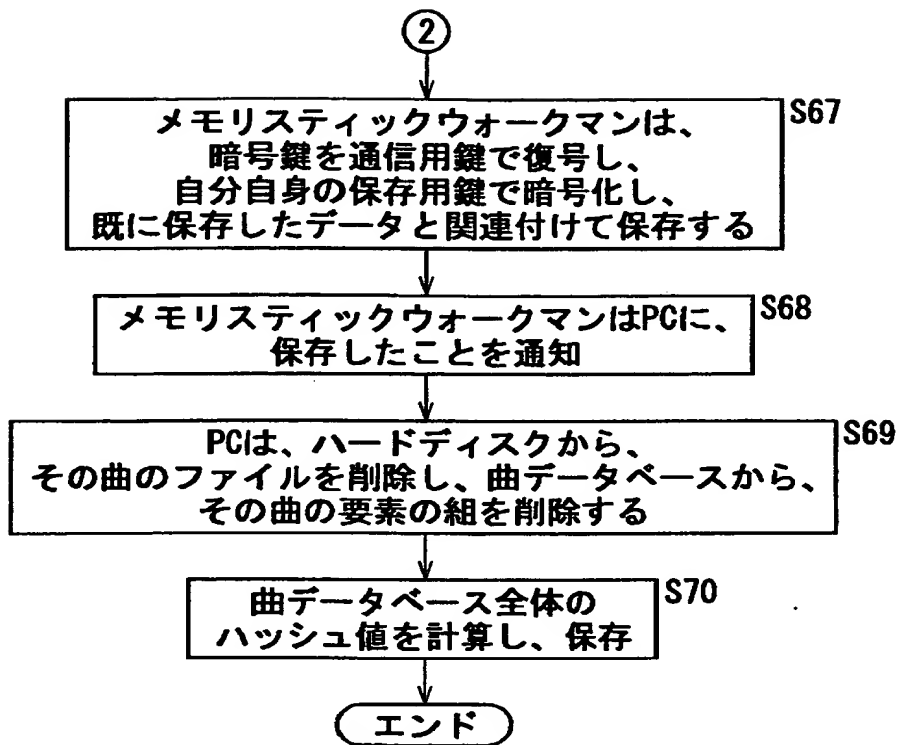 2
メモリスティックウォークマンは、
暗号鍵を通信用鍵で復号し、
自分自身の保存用鍵で暗号化し、
既に保存したデータと関連付けて保存する
S67
メモリスティックウォークマンはPCに、
保存したことを通知
S68
PCは、ハードディスクから、
その曲のファイルを削除し、曲データベースから、
その曲の要素の組を削除する
S69
曲データベース全体の
ハッシュ値を計算し、保存
S70
エンド